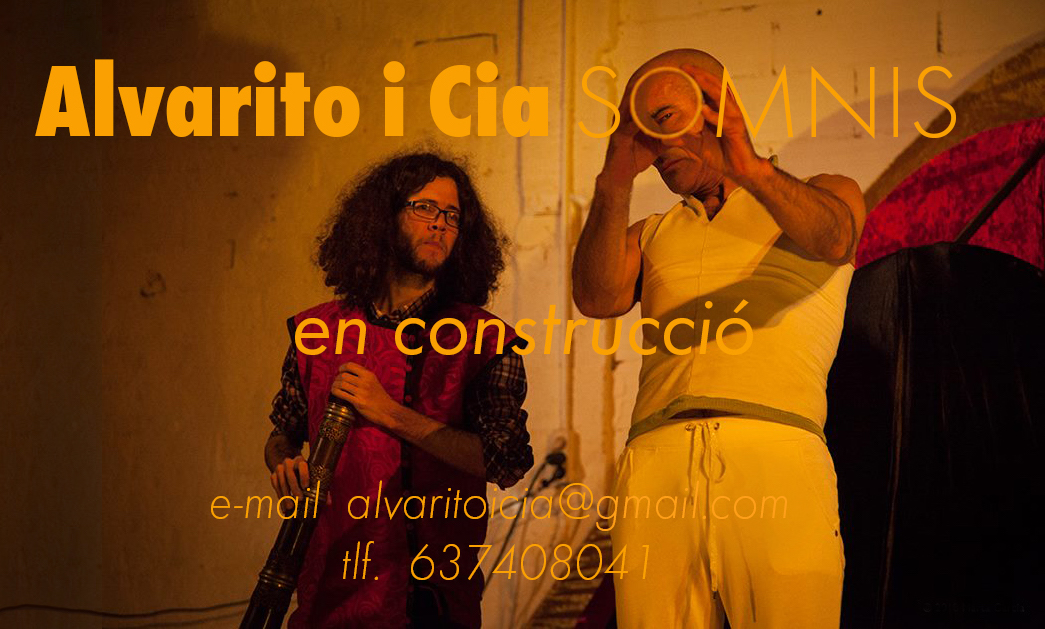 Alvarito i Cia SOMNIS
en construcció
e-mail alvaritoicia@gmail.com
tlf. 637408041